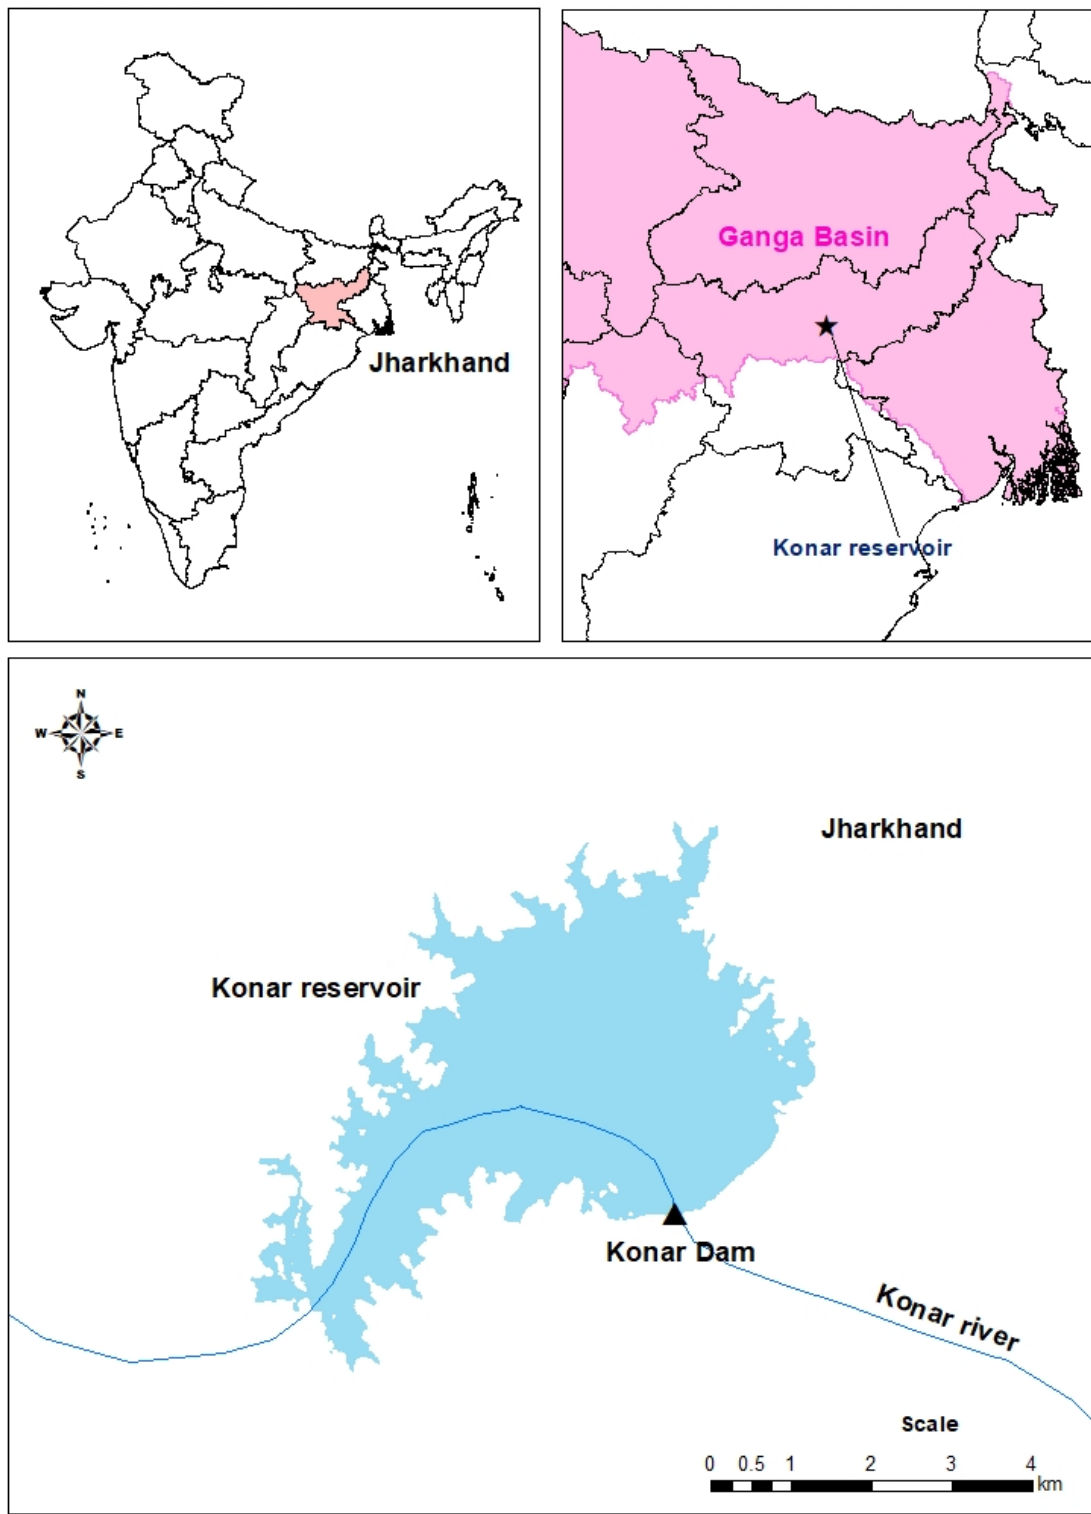 Jharkhand
Ganga Basin
Konar reservoir
N
W E
S
Jharkhand
Konar reservoir
Konar Dam
Konar river
Scale
0 0.5 1 2 3 4
km